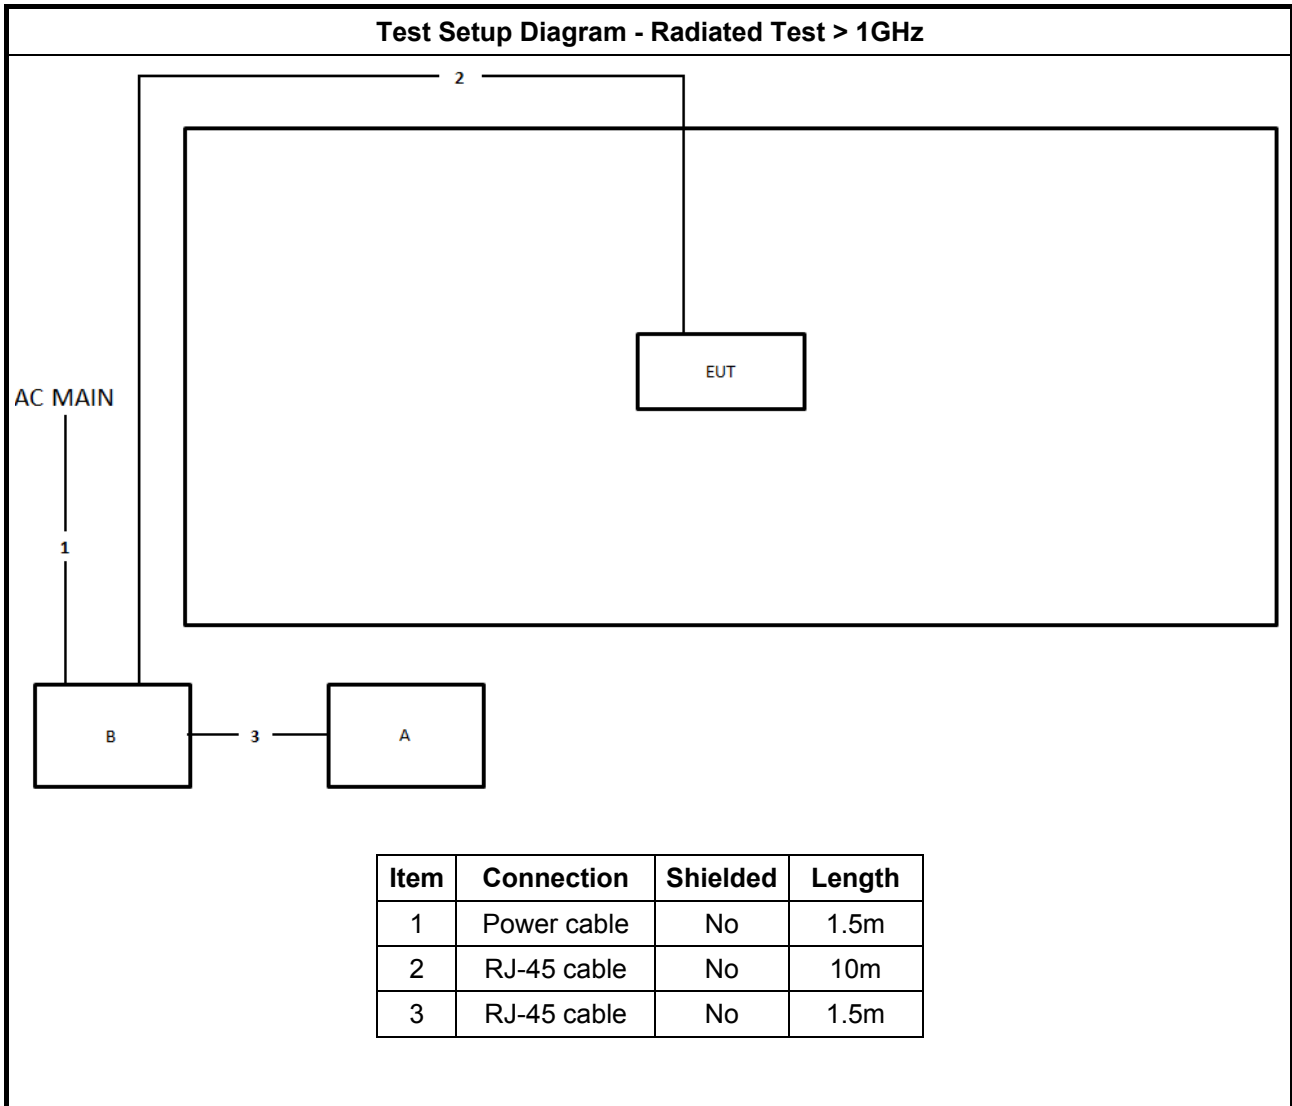 Test Setup Diagram - Radiated Test > 1GHz
2
EUT
AC MAIN
1
B
3
A
Item Connection Shielded Length
1 Power cable No 1.5m
2 RJ-45 cable No 10m
3 RJ-45 cable No 1.5m